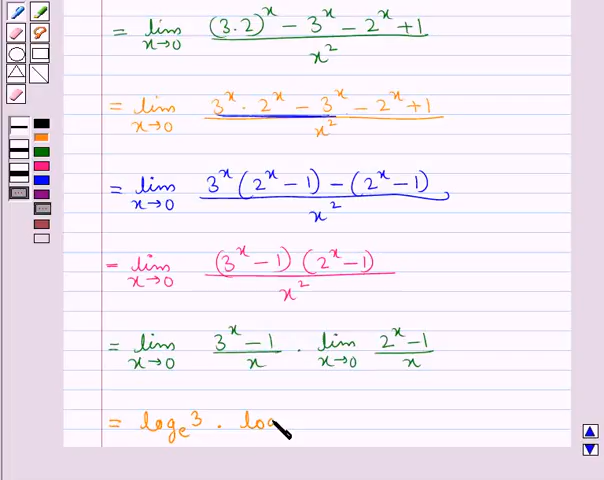 = lim x→0 (3.2)^x − 3^x − 2^x + 1 / x^2
= lim x→0 3^x · 2^x − 3^x − 2^x + 1 / x^2
= lim x→0 3^x (2^x − 1) − (2^x − 1) / x^2
= lim x→0 (3^x − 1) (2^x − 1) / x^2
= lim x→0 3^x − 1 / x · lim x→0 2^x − 1 / x
= log_e 3 · log